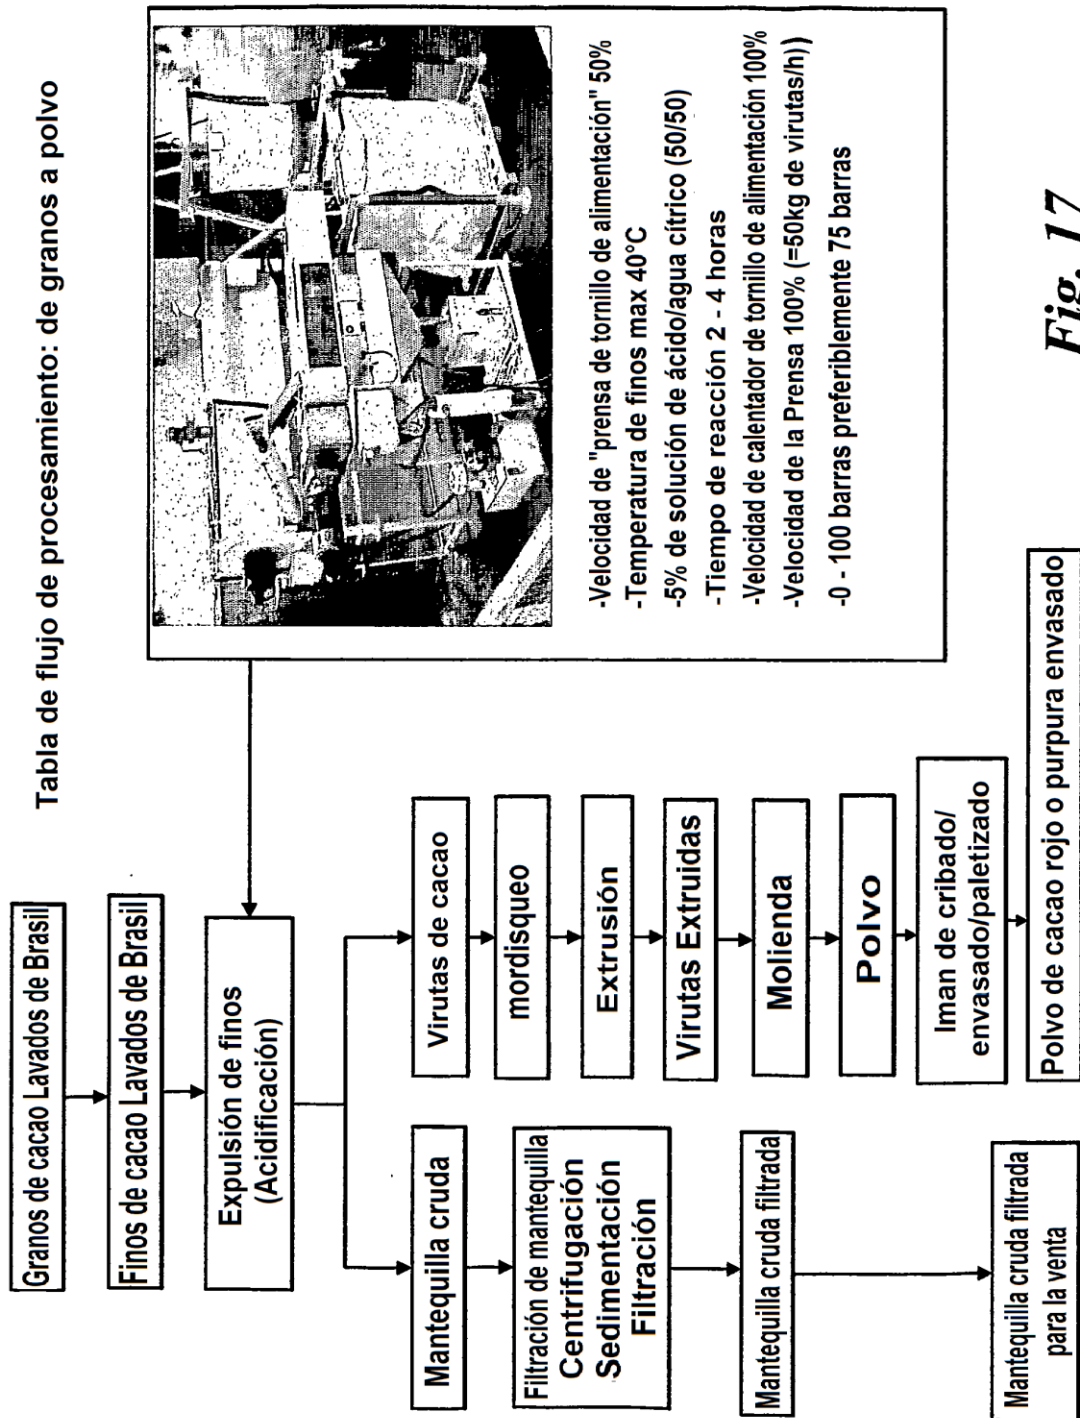 Tabla de flujo de procesamiento: de granos a polvo
Granos de cacao Lavados de Brasil
Finos de cacao Lavados de Brasil
Expulsión de finos
(Acidificación)
-Velocidad de "prensa de tornillo de alimentación" 50%
-Temperatura de finos max 40°C
-5% de solución de ácido/agua cítrico (50/50)
-Tiempo de reacción 2 - 4 horas
-Velocidad de calentador de tornillo de alimentación 100%
-Velocidad de la Prensa 100% (=50kg de virutas/h))
-0 - 100 barras preferiblemente 75 barras
Mantequilla cruda
Filtración de mantequilla
Centrifugación
Sedimentación
Filtración
Mantequilla cruda filtrada
Mantequilla cruda filtrada
para la venta
Virutas de cacao
mordisqueo
Extrusión
Virutas Extruidas
Molienda
Polvo
Iman de cribado/
envasado/paletizado
Polvo de cacao rojo o purpura envasado
Fig. 17